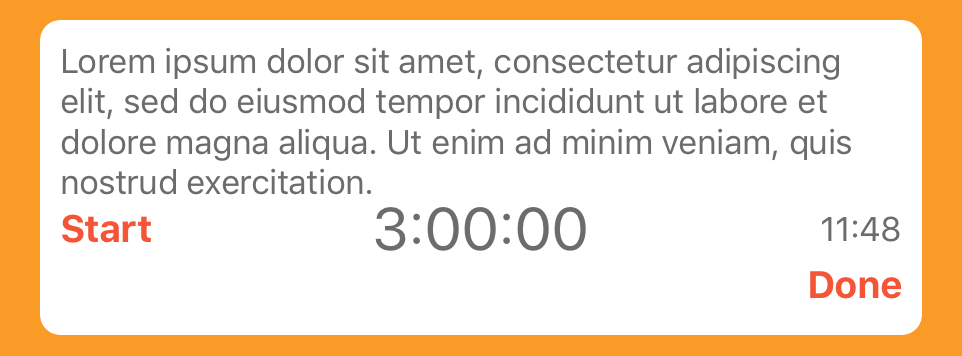 Lorem ipsum dolor sit amet, consectetur adipiscing
elit, sed do eiusmod tempor incididunt ut labore et
dolore magna aliqua. Ut enim ad minim veniam, quis
nostrud exercitation.
Start 3:00:00 11:48
Done